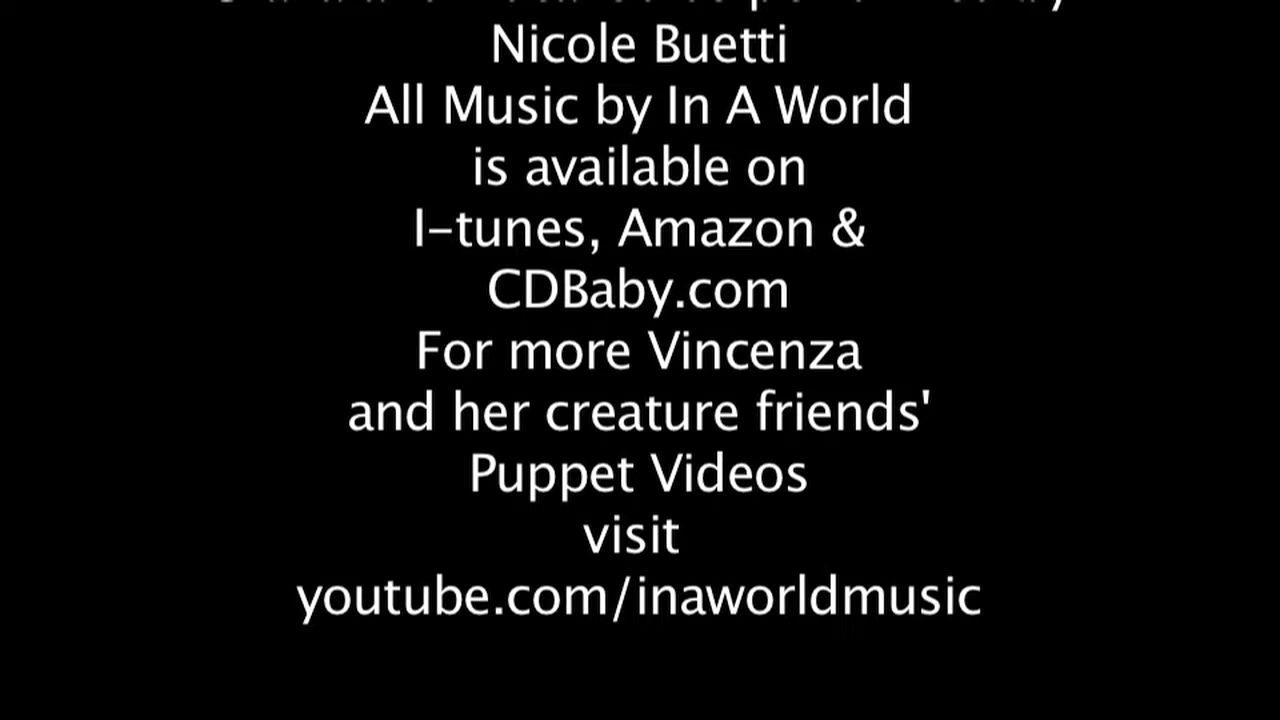 Nicole Buetti
All Music by In A World
is available on
I-tunes, Amazon &
CDBaby.com
For more Vincenza
and her creature friends'
Puppet Videos
visit
youtube.com/inaworldmusic